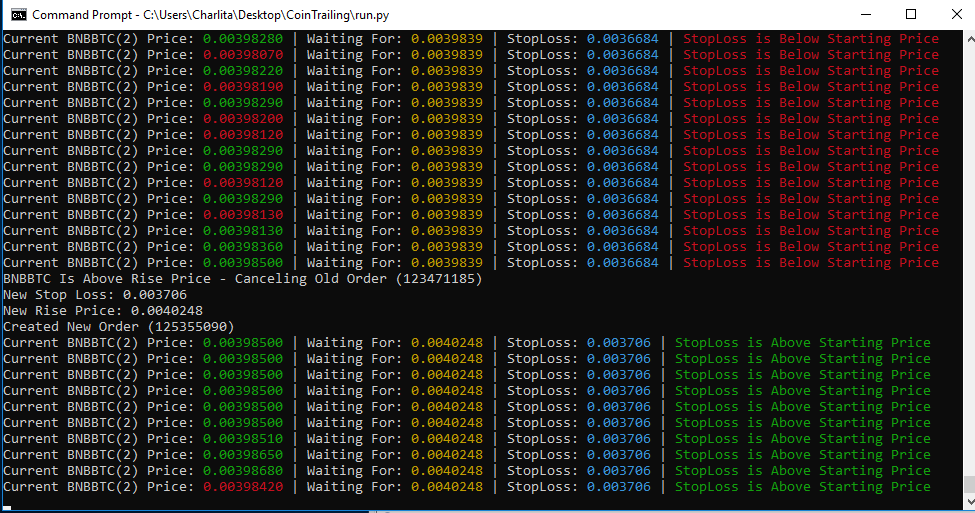 Command Prompt - C:\Users\Charlita\Desktop\CoinTrailing\run.py
Current BNBBTC(2) Price: 0.00398280 | Waiting For: 0.0039839 | StopLoss: 0.0036684 | StopLoss is Below Starting Price
Current BNBBTC(2) Price: 0.00398070 | Waiting For: 0.0039839 | StopLoss: 0.0036684 | StopLoss is Below Starting Price
Current BNBBTC(2) Price: 0.00398220 | Waiting For: 0.0039839 | StopLoss: 0.0036684 | StopLoss is Below Starting Price
Current BNBBTC(2) Price: 0.00398190 | Waiting For: 0.0039839 | StopLoss: 0.0036684 | StopLoss is Below Starting Price
Current BNBBTC(2) Price: 0.00398290 | Waiting For: 0.0039839 | StopLoss: 0.0036684 | StopLoss is Below Starting Price
Current BNBBTC(2) Price: 0.00398200 | Waiting For: 0.0039839 | StopLoss: 0.0036684 | StopLoss is Below Starting Price
Current BNBBTC(2) Price: 0.00398120 | Waiting For: 0.0039839 | StopLoss: 0.0036684 | StopLoss is Below Starting Price
Current BNBBTC(2) Price: 0.00398290 | Waiting For: 0.0039839 | StopLoss: 0.0036684 | StopLoss is Below Starting Price
Current BNBBTC(2) Price: 0.00398290 | Waiting For: 0.0039839 | StopLoss: 0.0036684 | StopLoss is Below Starting Price
Current BNBBTC(2) Price: 0.00398120 | Waiting For: 0.0039839 | StopLoss: 0.0036684 | StopLoss is Below Starting Price
Current BNBBTC(2) Price: 0.00398290 | Waiting For: 0.0039839 | StopLoss: 0.0036684 | StopLoss is Below Starting Price
Current BNBBTC(2) Price: 0.00398130 | Waiting For: 0.0039839 | StopLoss: 0.0036684 | StopLoss is Below Starting Price
Current BNBBTC(2) Price: 0.00398130 | Waiting For: 0.0039839 | StopLoss: 0.0036684 | StopLoss is Below Starting Price
Current BNBBTC(2) Price: 0.00398360 | Waiting For: 0.0039839 | StopLoss: 0.0036684 | StopLoss is Below Starting Price
Current BNBBTC(2) Price: 0.00398500 | Waiting For: 0.0039839 | StopLoss: 0.0036684 | StopLoss is Below Starting Price
BNBBTC Is Above Rise Price - Canceling Old Order (123471185)
New Stop Loss: 0.003706
New Rise Price: 0.0040248
Created New Order (125355090)
Current BNBBTC(2) Price: 0.00398500 | Waiting For: 0.0040248 | StopLoss: 0.003706 | StopLoss is Above Starting Price
Current BNBBTC(2) Price: 0.00398500 | Waiting For: 0.0040248 | StopLoss: 0.003706 | StopLoss is Above Starting Price
Current BNBBTC(2) Price: 0.00398500 | Waiting For: 0.0040248 | StopLoss: 0.003706 | StopLoss is Above Starting Price
Current BNBBTC(2) Price: 0.00398500 | Waiting For: 0.0040248 | StopLoss: 0.003706 | StopLoss is Above Starting Price
Current BNBBTC(2) Price: 0.00398500 | Waiting For: 0.0040248 | StopLoss: 0.003706 | StopLoss is Above Starting Price
Current BNBBTC(2) Price: 0.00398500 | Waiting For: 0.0040248 | StopLoss: 0.003706 | StopLoss is Above Starting Price
Current BNBBTC(2) Price: 0.00398510 | Waiting For: 0.0040248 | StopLoss: 0.003706 | StopLoss is Above Starting Price
Current BNBBTC(2) Price: 0.00398650 | Waiting For: 0.0040248 | StopLoss: 0.003706 | StopLoss is Above Starting Price
Current BNBBTC(2) Price: 0.00398680 | Waiting For: 0.0040248 | StopLoss: 0.003706 | StopLoss is Above Starting Price
Current BNBBTC(2) Price: 0.00398420 | Waiting For: 0.0040248 | StopLoss: 0.003706 | StopLoss is Above Starting Price